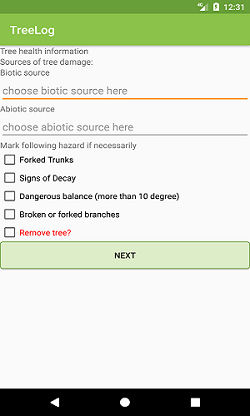 12:31
TreeLog
Tree health information
Sources of tree damage:
Biotic source
choose biotic source here
Abiotic source
choose abiotic source here
Mark following hazard if necessarily
Forked Trunks
Signs of Decay
Dangerous balance (more than 10 degree)
Broken or forked branches
Remove tree?
NEXT